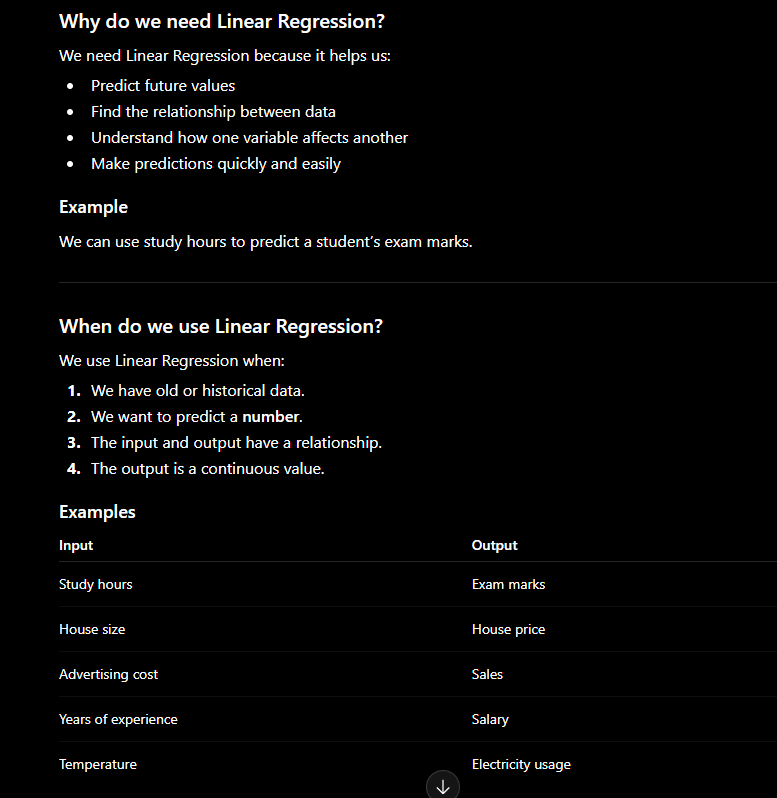 Why do we need Linear Regression?
We need Linear Regression because it helps us:
• Predict future values
• Find the relationship between data
• Understand how one variable affects another
• Make predictions quickly and easily
Example
We can use study hours to predict a student’s exam marks.
When do we use Linear Regression?
We use Linear Regression when:
1. We have old or historical data.
2. We want to predict a number.
3. The input and output have a relationship.
4. The output is a continuous value.
Examples
Input Output
Study hours Exam marks
House size House price
Advertising cost Sales
Years of experience Salary
Temperature Electricity usage